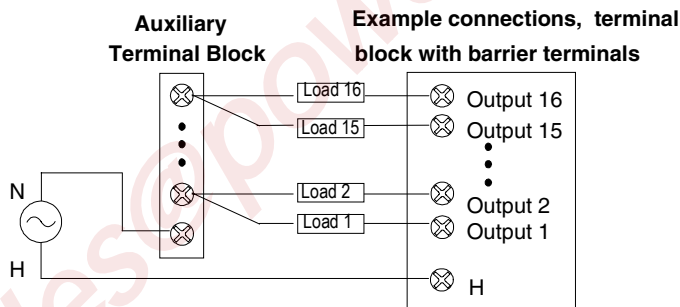 Auxiliary
Terminal Block
Example connections, terminal
block with barrier terminals
Load 16
Output 16
Load 15
Output 15
Load 2
Output 2
Load 1
Output 1
N
H
H